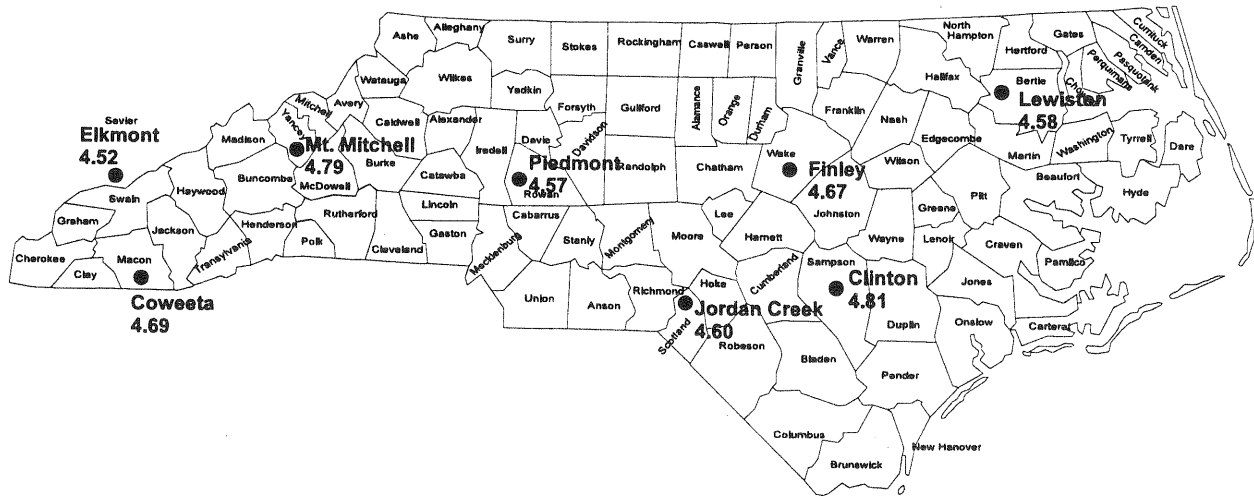 Ashe
Alleghany
Surry
Stokes
Rockingham
Caswell
Person
Granville
Vance
Warren
North
Hampton
Gates
Currituck
Camden
Pasquotank
Perquimans
Hertford
Halifax
Bertie
Watauga
Wilkes
Yadkin
Forsyth
Guilford
Alamance
Orange
Durham
Franklin
Nash
Edgecombe
Martin
Washington
Tyrrell
Dare
Lewiston
4.58
Sevier
Elkmont
4.52
Madison
Yancey
Mitchell
Avery
Caldwell
Alexander
Iredell
Davie
Davidson
Randolph
Chatham
Wake
Wilson
Beaufort
Hyde
Mt. Mitchell
4.79
Burke
McDowell
Catawba
Piedmont
4.57
Rowan
Finley
4.67
Swain
Haywood
Buncombe
Graham
Jackson
Henderson
Rutherford
Lincoln
Cabarrus
Lee
Johnston
Greene
Pitt
Cherokee
Clay
Macon
Transylvania
Polk
Cleveland
Gaston
Mecklenburg
Stanly
Montgomery
Moore
Harnett
Wayne
Lenoir
Craven
Pamlico
Coweeta
4.69
Union
Anson
Richmond
Hoke
Cumberland
Sampson
Clinton
4.81
Jones
Jordan Creek
4.60
Scotland
Robeson
Duplin
Onslow
Carteret
Bladen
Pender
Columbus
New Hanover
Brunswick